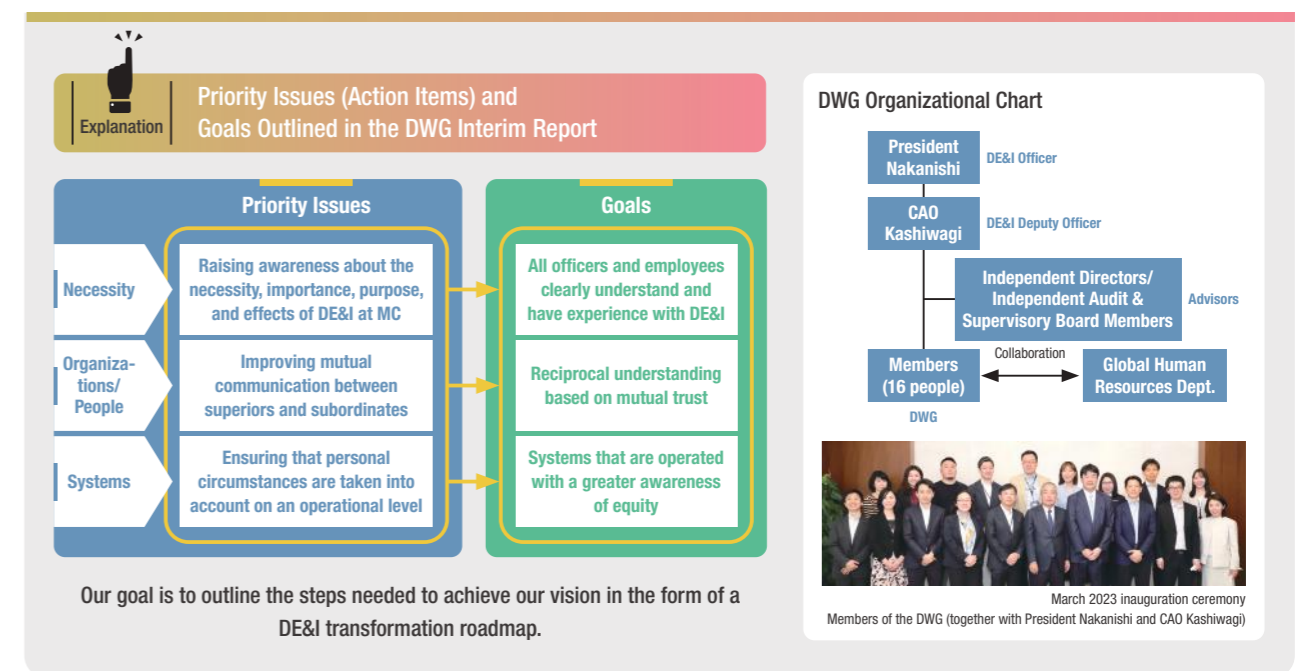 Explanation
Priority Issues (Action Items) and
Goals Outlined in the DWG Interim Report
Priority Issues
Goals
Necessity
Raising awareness about the
necessity, importance, purpose,
and effects of DE&I at MC
All officers and employees
clearly understand and
have experience with DE&I
Organiza-
tions/
People
Improving mutual
communication between
superiors and subordinates
Reciprocal understanding
based on mutual trust
Systems
Ensuring that personal
circumstances are taken into
account on an operational level
Systems that are operated
with a greater awareness
of equity
Our goal is to outline the steps needed to achieve our vision in the form of a
DE&I transformation roadmap.
DWG Organizational Chart
President
Nakanishi
DE&I Officer
CAO
Kashiwagi
DE&I Deputy Officer
Independent Directors/
Independent Audit &
Supervisory Board Members
Advisors
Members
(16 people)
Collaboration
Global Human
Resources Dept.
DWG
March 2023 inauguration ceremony
Members of the DWG (together with President Nakanishi and CAO Kashiwagi)